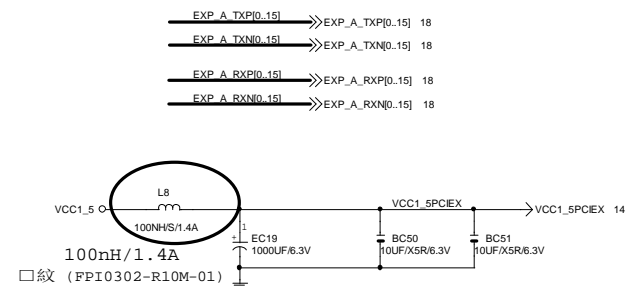 EXP_A_TXP[0..15] EXP_A_TXP[0..15] 18
EXP_A_TXN[0..15] EXP_A_TXN[0..15] 18
EXP_A_RXP[0..15] EXP_A_RXP[0..15] 18
EXP_A_RXN[0..15] EXP_A_RXN[0..15] 18
L8
VCC1_5 VCC1_5PCIEX VCC1_5PCIEX 14
100NH/S/1.4A
1
+ EC19 BC50 BC51
1000UF/6.3V 10UF/X5R/6.3V 10UF/X5R/6.3V
100nH/1.4A
口紋 (FPI0302-R10M-01)